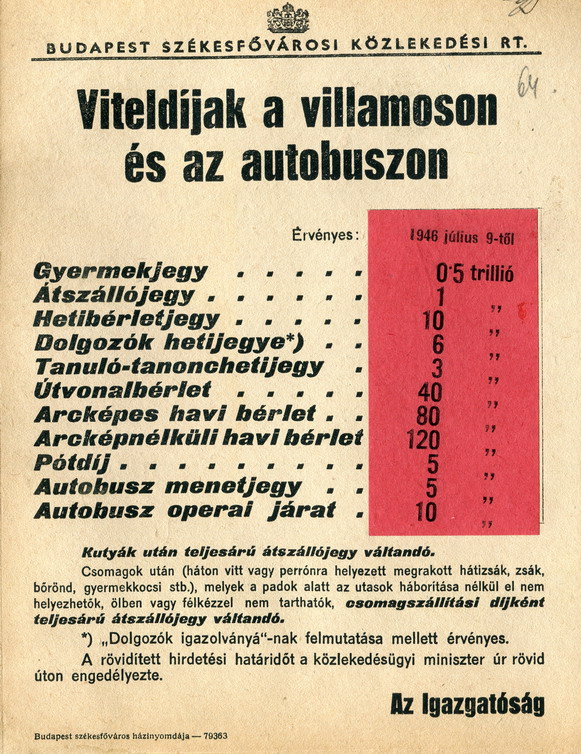 BUDAPEST SZÉKESFŐVÁROSI KÖZLEKEDÉSI RT.
64
Viteldíjak a villamoson
és az autobuszon
Érvényes: 1946 július 9-től
Gyermekjegy . . . . . 0·5 trillió
Átszállójegy . . . . . . 1 „
Hetibérletjegy . . . . . 10 „
Dolgozók hetijegye*) . . 6 „
Tanuló-tanonchetijegy . 3 „
Útvonalbérlet . . . . . 40 „
Arcképes havi bérlet . . 80 „
Arcképnélküli havi bérlet 120 „
Pótdíj . . . . . . . . . 5 „
Autobusz menetjegy . . 5 „
Autobusz operai járat . 10 „
Kutyák után teljesárú átszállójegy váltandó.
Csomagok után (háton vitt vagy perrónra helyezett megrakott hátizsák, zsák,
bőrönd, gyermekkocsi stb.), melyek a padok alatt az utasok háborítása nélkül el nem
helyezhetők, ölben vagy félkézzel nem tarthatók, csomagszállítási díjként
teljesárú átszállójegy váltandó.
*) „Dolgozók igazolványá“-nak felmutatása mellett érvényes.
A rövidített hirdetési határidőt a közlekedésügyi miniszter úr rövid
úton engedélyezte.
Az Igazgatóság
Budapest székesfőváros házinyomdája — 79363